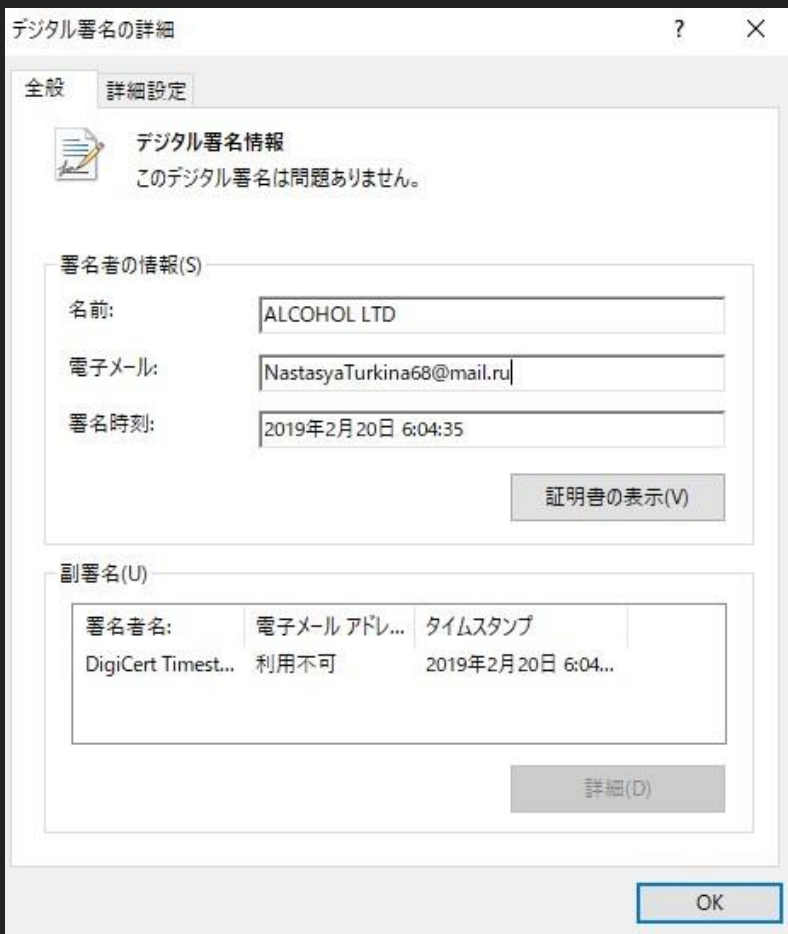 デジタル署名の詳細 ? ×
全般 詳細設定
デジタル署名情報
このデジタル署名は問題ありません。
署名者の情報(S)
名前: ALCOHOL LTD
電子メール: NastasyaTurkina68@mail.ru
署名時刻: 2019年2月20日 6:04:35
証明書の表示(V)
副署名(U)
署名者名: 電子メール アドレ... タイムスタンプ
DigiCert Timest... 利用不可 2019年2月20日 6:04...
詳細(D)
OK